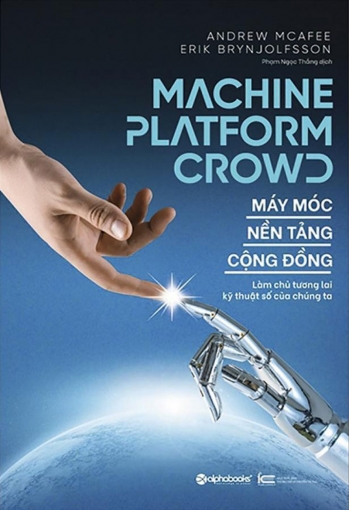 ANDREW MCAFEE
ERIK BRYNJOLFSSON
Phạm Ngọc Thắng dịch
MACHINE
PLATFORM
CROWD
MÁY MÓC
NỀN TẢNG
CỘNG ĐỒNG
Làm chủ tương lai
kỹ thuật số của chúng ta
alphabooks